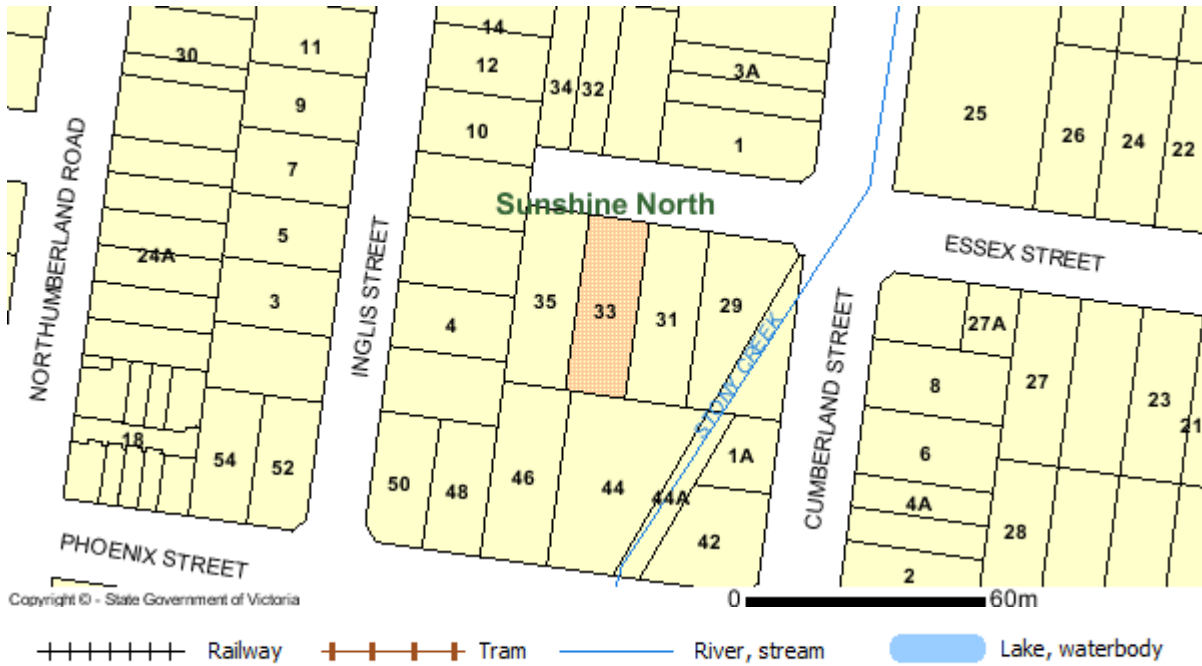 14
11
30
12
3A
34
32
9
25
10
1
26
24
22
7
NORTHUMBERLAND ROAD
Sunshine North
5
24A
INGLIS STREET
ESSEX STREET
3
35
33
31
29
4
STONY CREEK
CUMBERLAND STREET
27A
8
27
23
21
18
54
52
50
48
46
44
44A
1A
6
4A
42
28
2
PHOENIX STREET
Copyright © - State Government of Victoria
0 60m
Railway Tram River, stream Lake, waterbody